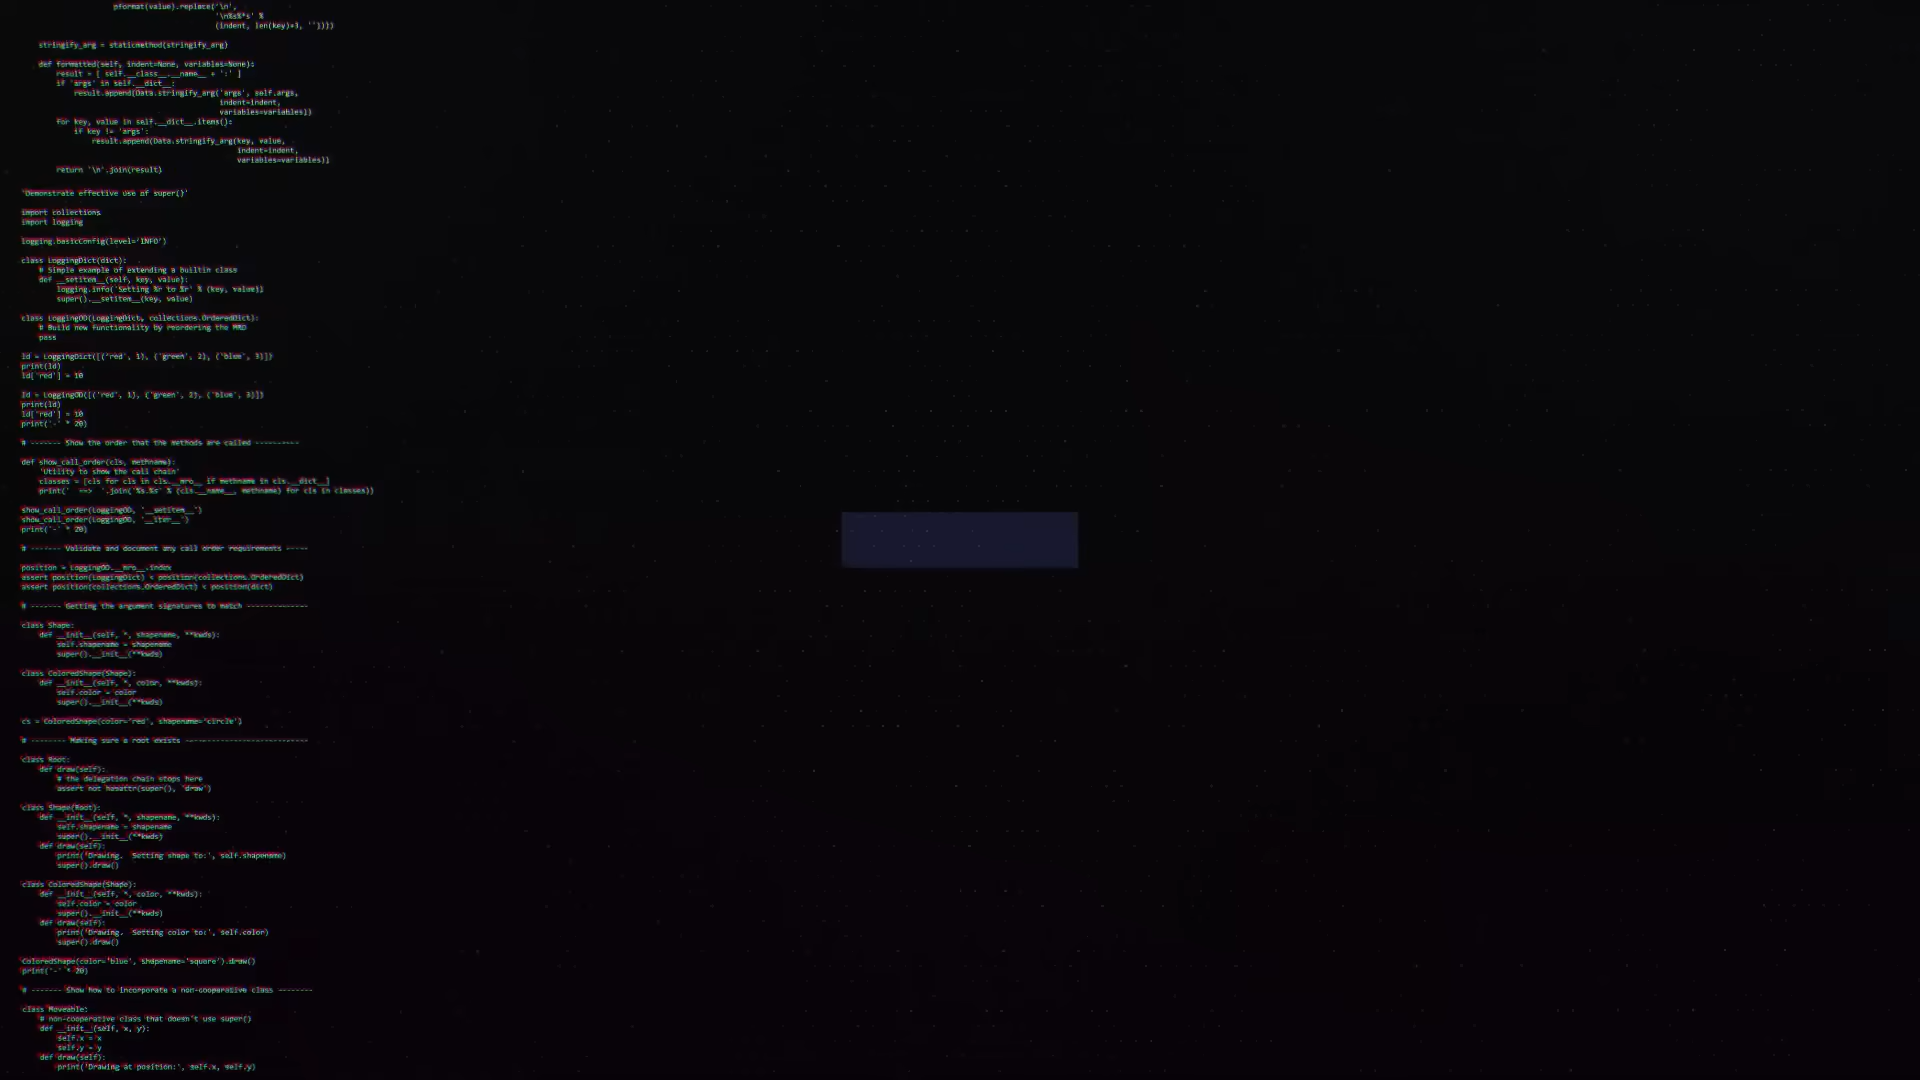 pformat(value).replace('\n',
'\n%s%*s' %
(indent, len(key)+3, ''))))
stringify_arg = staticmethod(stringify_arg)
def formatted(self, indent=None, variables=None):
result = [ self.__class__.__name__ + ':' ]
if 'args' in self.__dict__:
result.append(Data.stringify_arg('args', self.args,
indent=indent,
variables=variables))
for key, value in self.__dict__.items():
if key != 'args':
result.append(Data.stringify_arg(key, value,
indent=indent,
variables=variables))
return '\n'.join(result)
'Demonstrate effective use of super()'
import collections
import logging
logging.basicConfig(level='INFO')
class LoggingDict(dict):
# Simple example of extending a builtin class
def __setitem__(self, key, value):
logging.info('Setting %r to %r' % (key, value))
super().__setitem__(key, value)
class LoggingOD(LoggingDict, collections.OrderedDict):
# Build new functionality by reordering the MRO
pass
ld = LoggingDict([('red', 1), ('green', 2), ('blue', 3)])
print(ld)
ld['red'] = 10
ld = LoggingOD([('red', 1), ('green', 2), ('blue', 3)])
print(ld)
ld['red'] = 10
print('-' * 20)
# ------- Show the order that the methods are called ----------
def show_call_order(cls, methname):
'Utility to show the call chain'
classes = [cls for cls in cls.__mro__ if methname in cls.__dict__]
print('  ==>  '.join('%s.%s' % (cls.__name__, methname) for cls in classes))
show_call_order(LoggingOD, '__setitem__')
show_call_order(LoggingOD, '__iter__')
print('-' * 20)
# ------- Validate and document any call order requirements -----
position = LoggingOD.__mro__.index
assert position(LoggingDict) < position(collections.OrderedDict)
assert position(collections.OrderedDict) < position(dict)
# ------- Getting the argument signatures to match --------------
class Shape:
def __init__(self, *, shapename, **kwds):
self.shapename = shapename
super().__init__(**kwds)
class ColoredShape(Shape):
def __init__(self, *, color, **kwds):
self.color = color
super().__init__(**kwds)
cs = ColoredShape(color='red', shapename='circle')
# -------- Making sure a root exists ----------------------------
class Root:
def draw(self):
# the delegation chain stops here
assert not hasattr(super(), 'draw')
class Shape(Root):
def __init__(self, *, shapename, **kwds):
self.shapename = shapename
super().__init__(**kwds)
def draw(self):
print('Drawing.  Setting shape to:', self.shapename)
super().draw()
class ColoredShape(Shape):
def __init__(self, *, color, **kwds):
self.color = color
super().__init__(**kwds)
def draw(self):
print('Drawing.  Setting color to:', self.color)
super().draw()
ColoredShape(color='blue', shapename='square').draw()
print('-' * 20)
# ------- Show how to incorporate a non-cooperative class --------
class Moveable:
# non-cooperative class that doesn't use super()
def __init__(self, x, y):
self.x = x
self.y = y
def draw(self):
print('Drawing at position:', self.x, self.y)